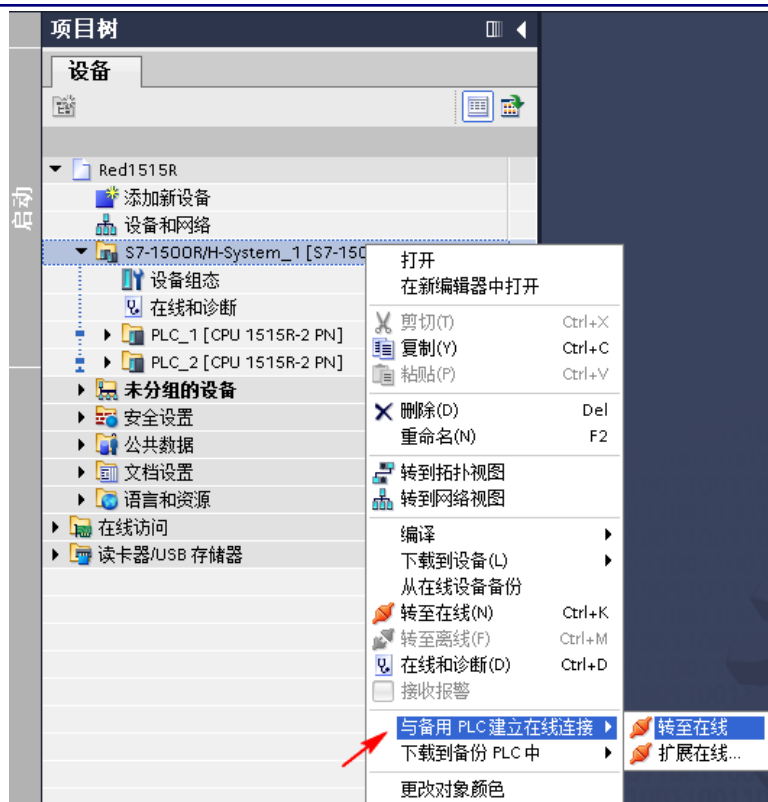 项目树
设备
启动
Red1515R
添加新设备
设备和网络
S7-1500R/H-System_1 [S7-150
设备组态
在线和诊断
PLC_1 [CPU 1515R-2 PN]
PLC_2 [CPU 1515R-2 PN]
未分组的设备
安全设置
公共数据
文档设置
语言和资源
在线访问
读卡器/USB 存储器
打开
在新编辑器中打开
剪切(T) Ctrl+X
复制(Y) Ctrl+C
粘贴(P) Ctrl+V
删除(D) Del
重命名(N) F2
转到拓扑视图
转到网络视图
编译
下载到设备(L)
从在线设备备份
转至在线(N) Ctrl+K
转至离线(F) Ctrl+M
在线和诊断(D) Ctrl+D
接收报警
与备用 PLC 建立在线连接
下载到备份 PLC 中
更改对象颜色
转至在线
扩展在线...